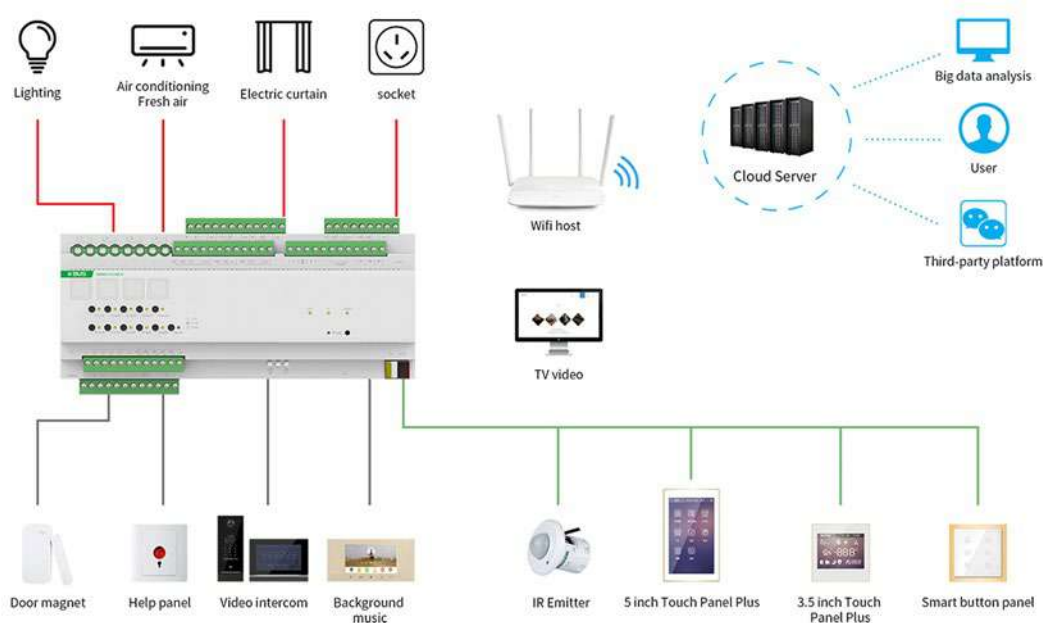 Lighting
Air conditioning
Fresh air
Electric curtain
socket
Wifi host
Cloud Server
Big data analysis
User
Third-party platform
TV video
BUS
Door magnet
Help panel
Video intercom
Background
music
IR Emitter
5 inch Touch Panel Plus
3.5 inch Touch
Panel Plus
Smart button panel